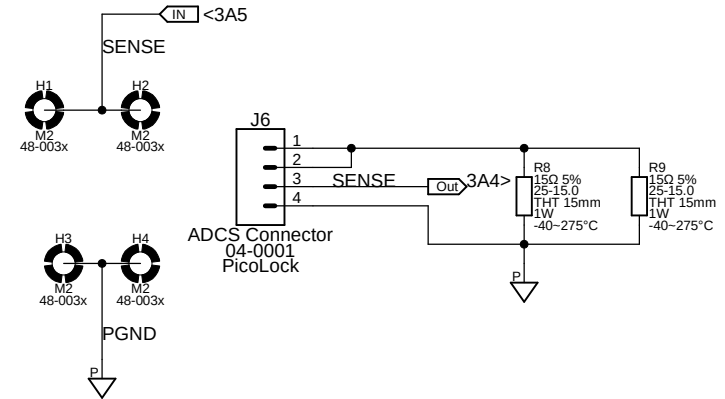 IN <3A5
SENSE
H1 H2
M2 M2
48-003x 48-003x
J6
1
2
3 SENSE Out 3A4>
4
ADCS Connector
04-0001
PicoLock
R8
15Ω 5%
25-15.0
THT 15mm
1W
-40~275°C
R9
15Ω 5%
25-15.0
THT 15mm
1W
-40~275°C
H3 H4
M2 M2
48-003x 48-003x
PGND
P
P